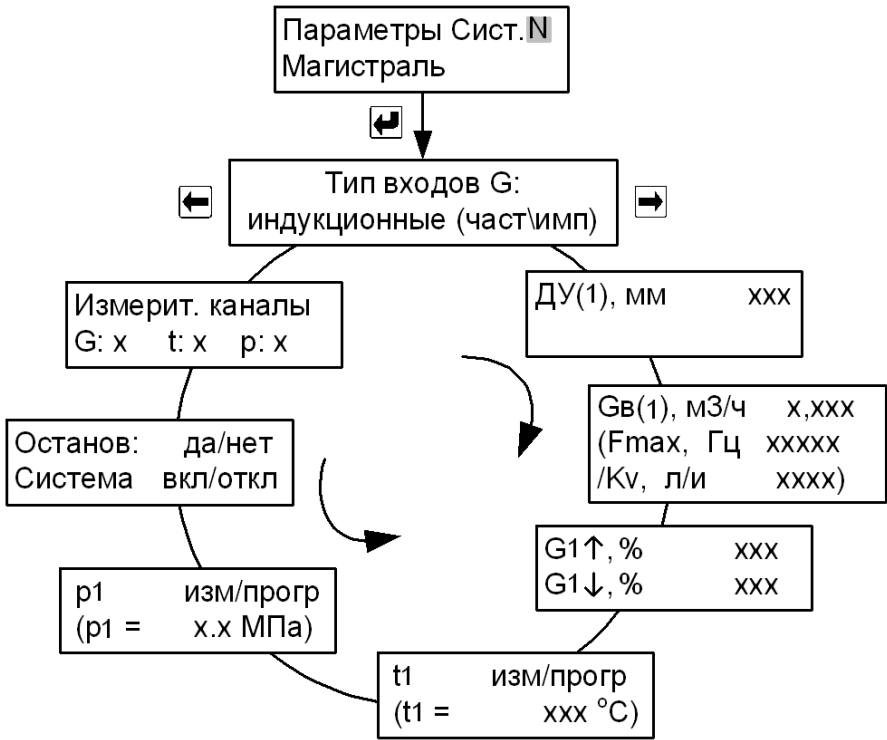 Параметры Сист.N
Магистраль
Тип входов G:
индукционные (част\имп)
ДУ(1), мм xxx
Gв(1), м3/ч x,xxx
(Fmax, Гц xxxxx
/Kv, л/и xxxx)
G1↑, % xxx
G1↓, % xxx
t1 изм/прогр
(t1 = xxx °C)
p1 изм/прогр
(p1 = x.x МПа)
Останов: да/нет
Система вкл/откл
Измерит. каналы
G: x t: x p: x